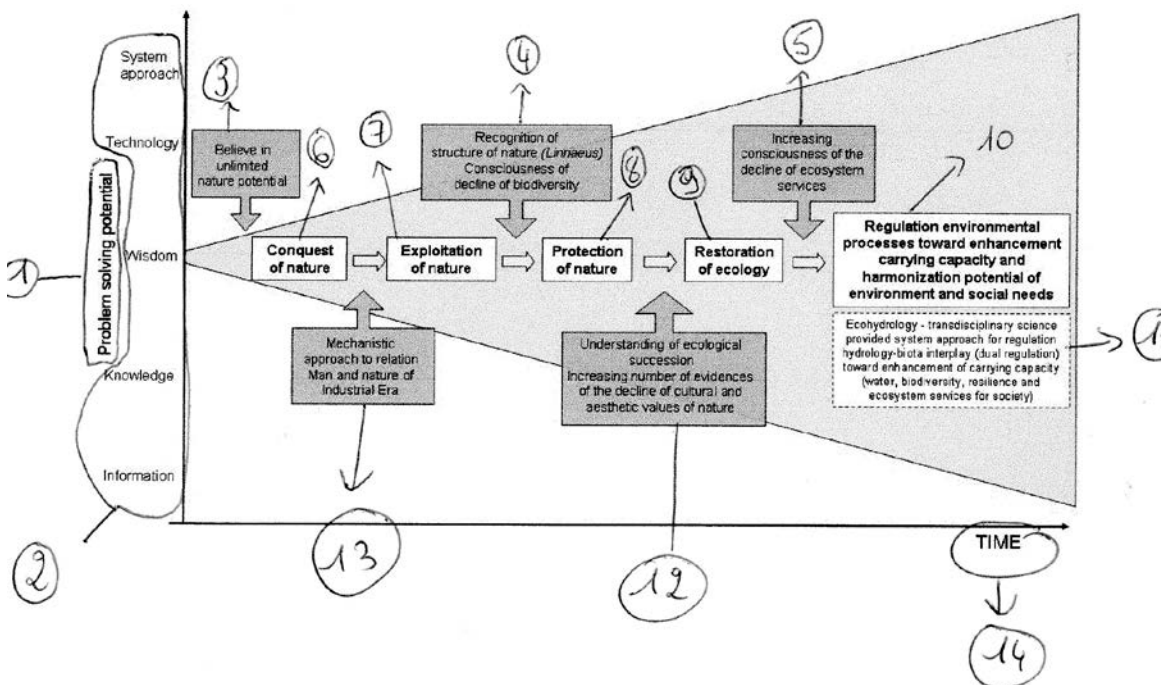 System
approach
3
4
5
Technology
Believe in
unlimited
nature potential
6
7
Recognition of
structure of nature (Linnaeus)
Consciousness of
decline of biodiversity
8
9
Increasing
consciousness of the
decline of ecosystem
services
10
1
Problem solving potential
Wisdom
Conquest
of nature
Exploitation
of nature
Protection
of nature
Restoration
of ecology
Regulation environmental
processes toward enhancement
carrying capacity and
harmonization potential of
environment and social needs
Mechanistic
approach to relation
Man and nature of
Industrial Era
Understanding of ecological
succession
Increasing number of evidences
of the decline of cultural and
aesthetic values of nature
Ecohydrology - transdisciplinary science
provided system approach for regulation
hydrology-biota interplay (dual regulation)
toward enhancement of carrying capacity
(water, biodiversity, resilience and
ecosystem services for society)
Knowledge
Information
2
13
12
TIME
14